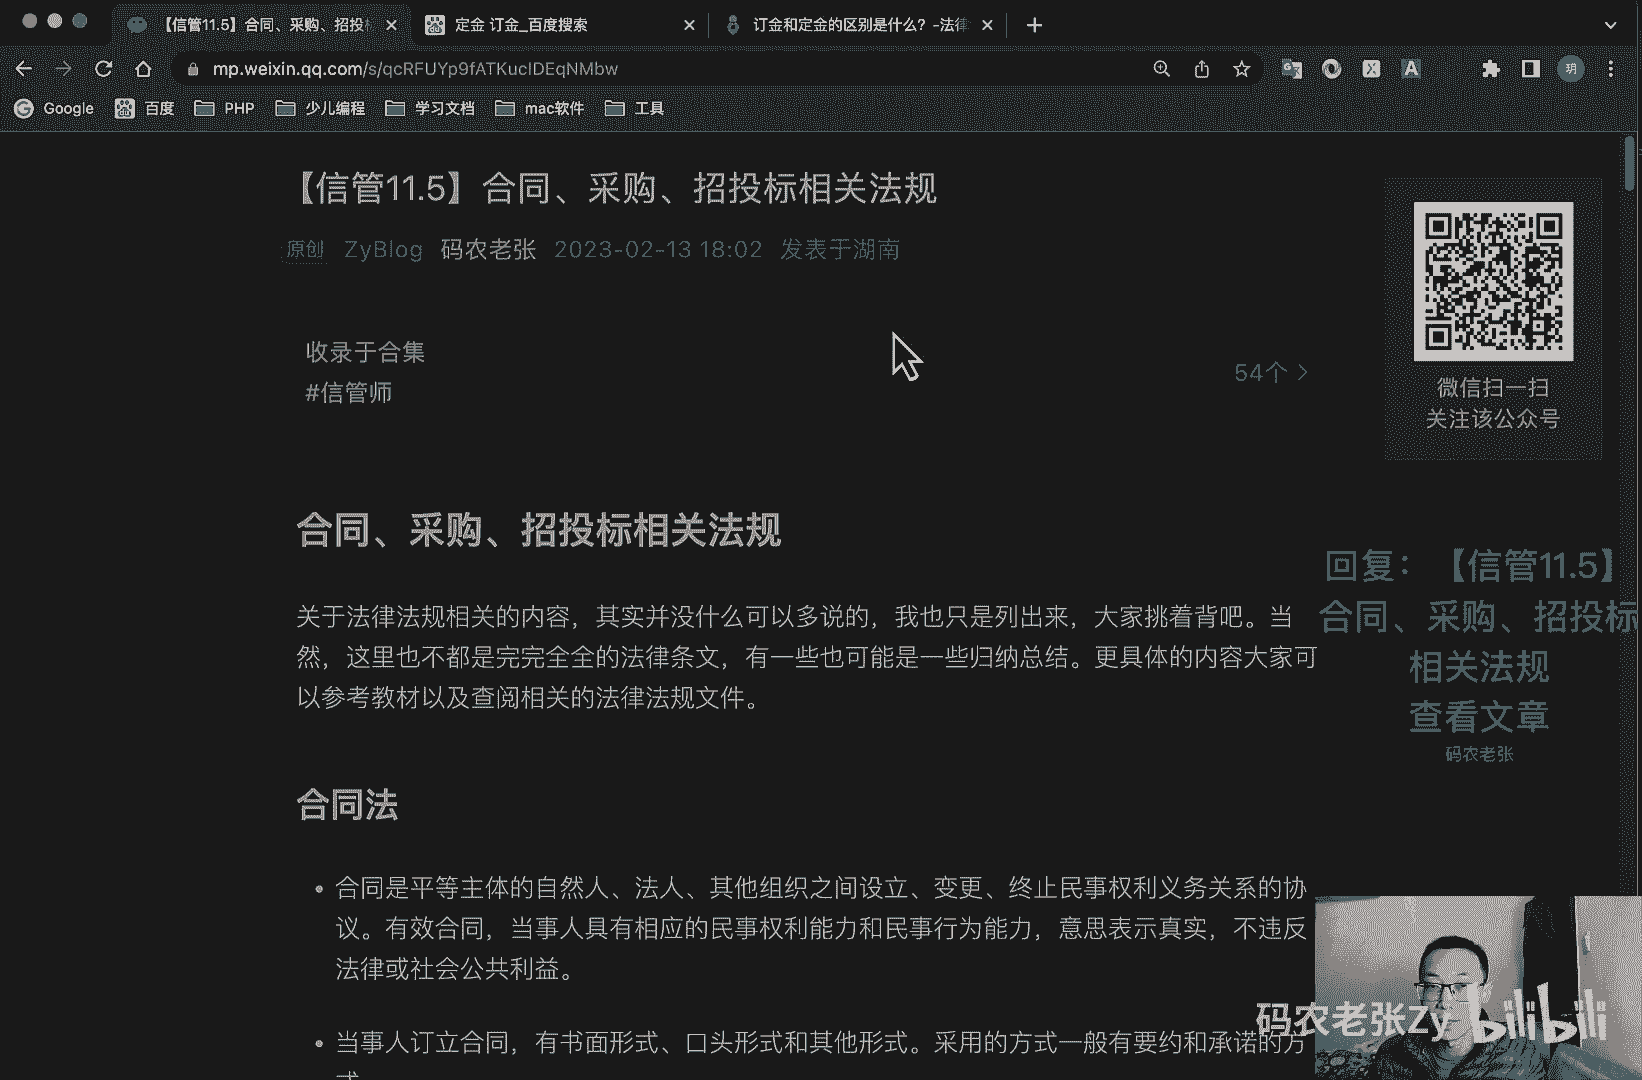 【信管11.5】合同、采购、招投标
定金 订金_百度搜索
订金和定金的区别是什么？-法律
mp.weixin.qq.com/s/qcRFUYp9fATKuclDEqNMbw
玥
Google
百度
PHP
少儿编程
学习文档
mac软件
工具
【信管11.5】合同、采购、招投标相关法规
原创 ZyBlog 码农老张 2023-02-13 18:02 发表于湖南
收录于合集
#信管师
54个
微信扫一扫
关注该公众号
合同、采购、招投标相关法规
关于法律法规相关的内容，其实并没什么可以多说的，我也只是列出来，大家挑着背吧。当
然，这里也不都是完完全全的法律条文，有一些也可能是一些归纳总结。更具体的内容大家可
以参考教材以及查阅相关的法律法规文件。
回复：【信管11.5】
合同、采购、招投标
相关法规
查看文章
码农老张
合同法
合同是平等主体的自然人、法人、其他组织之间设立、变更、终止民事权利义务关系的协
议。有效合同，当事人具有相应的民事权利能力和民事行为能力，意思表示真实，不违反
法律或社会公共利益。
当事人订立合同，有书面形式、口头形式和其他形式。采用的方式一般有要约和承诺的方
码农老张Zy bilibili